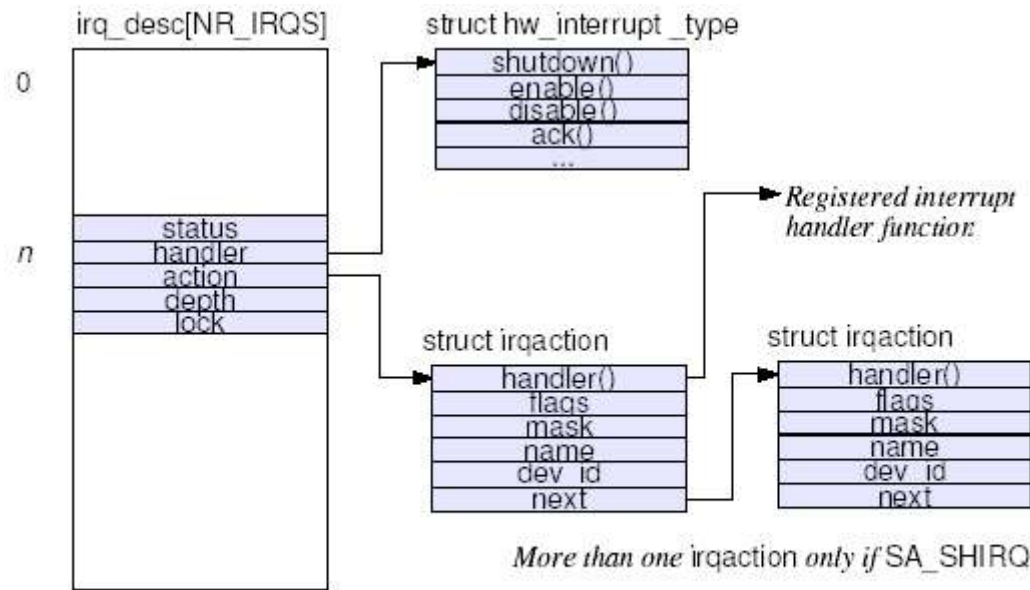 irq_desc[NR_IRQS]
struct hw_interrupt _type
0
shutdown()
enable()
disable()
ack()
...
Registered interrupt
handler function.
n
status
handler
action
depth
lock
struct irqaction
handler()
flags
mask
name
dev_id
next
struct irqaction
handler()
flags
mask
name
dev_id
next
More than one irqaction only if SA_SHIRQ